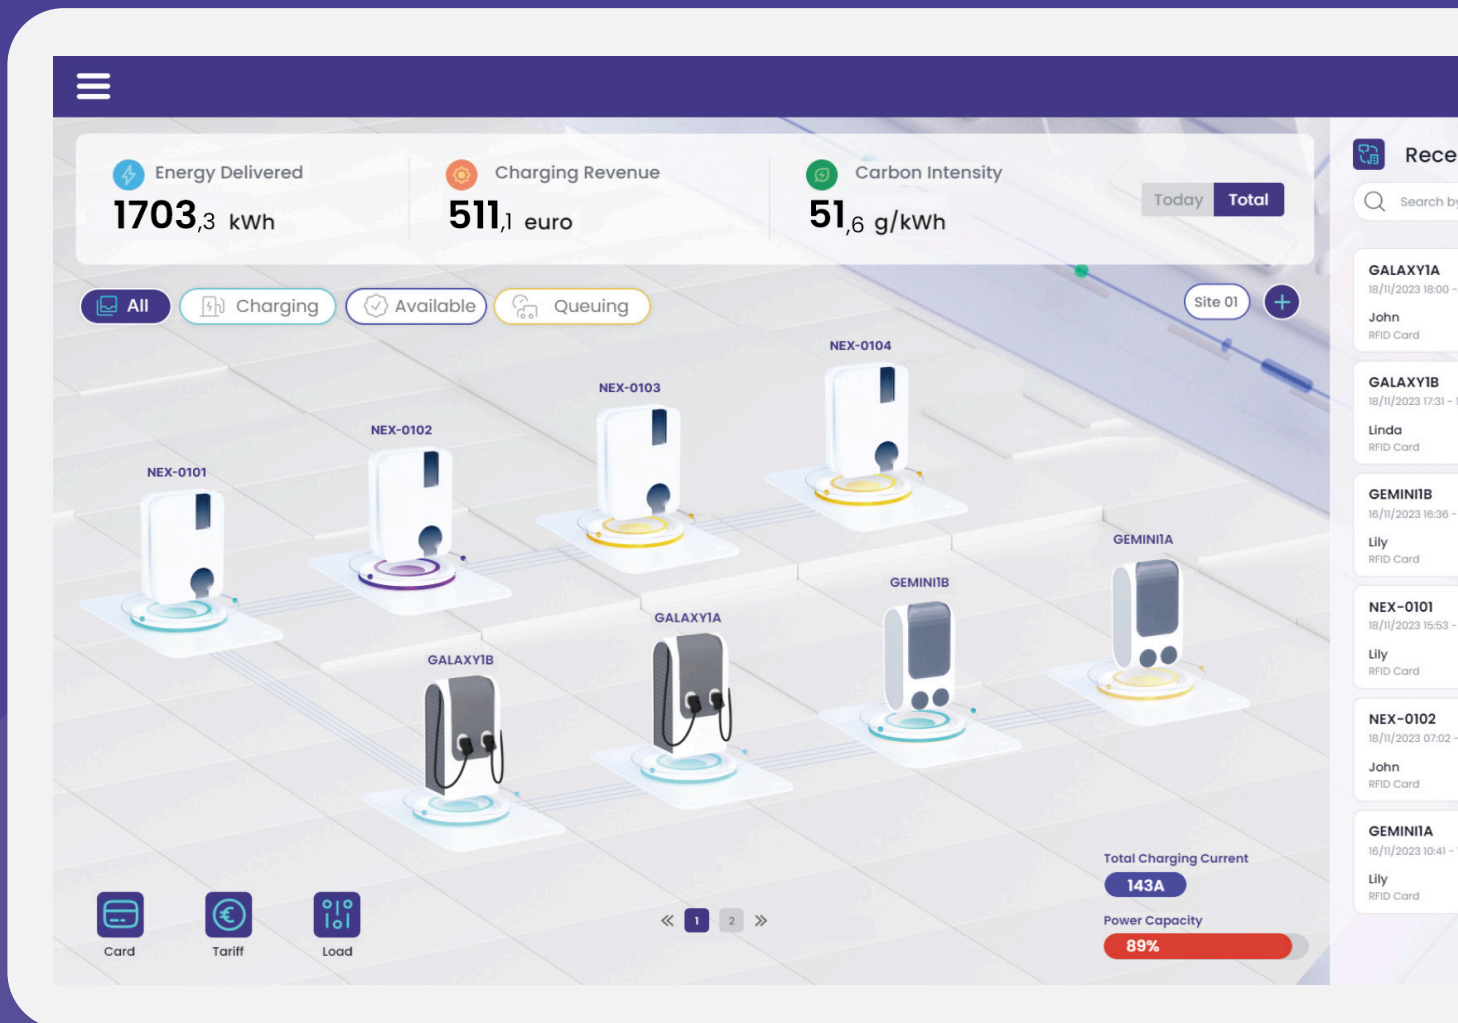 Energy Delivered
1703,3 kWh
Charging Revenue
511,1 euro
Carbon Intensity
51,6 g/kWh
Today Total
All Charging Available Queuing
Site 01
NEX-0104
NEX-0103
NEX-0102
NEX-0101
GEMINI1A
GEMINI1B
GALAXY1A
GALAXY1B
Total Charging Current
143A
Power Capacity
89%
Card
Tariff
Load
1 2
Rece
Search by
GALAXY1A
18/11/2023 18:00 -
John
RFID Card
GALAXY1B
18/11/2023 17:31 - 1
Linda
RFID Card
GEMINI1B
16/11/2023 16:36 -
Lily
RFID Card
NEX-0101
18/11/2023 15:53 -
Lily
RFID Card
NEX-0102
18/11/2023 07:02 -
John
RFID Card
GEMINI1A
16/11/2023 10:41 -
Lily
RFID Card